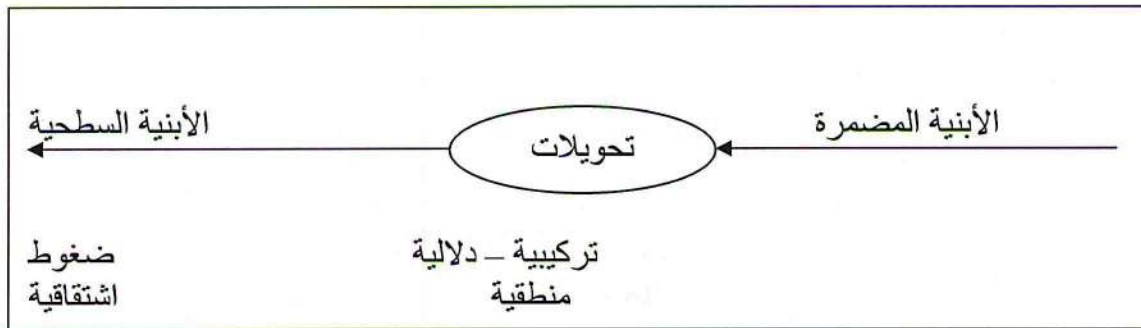 الأبنية المضمرة
تحويلات
الأبنية السطحية
تركيبية – دلالية
منطقية
ضغوط
اشتقاقية